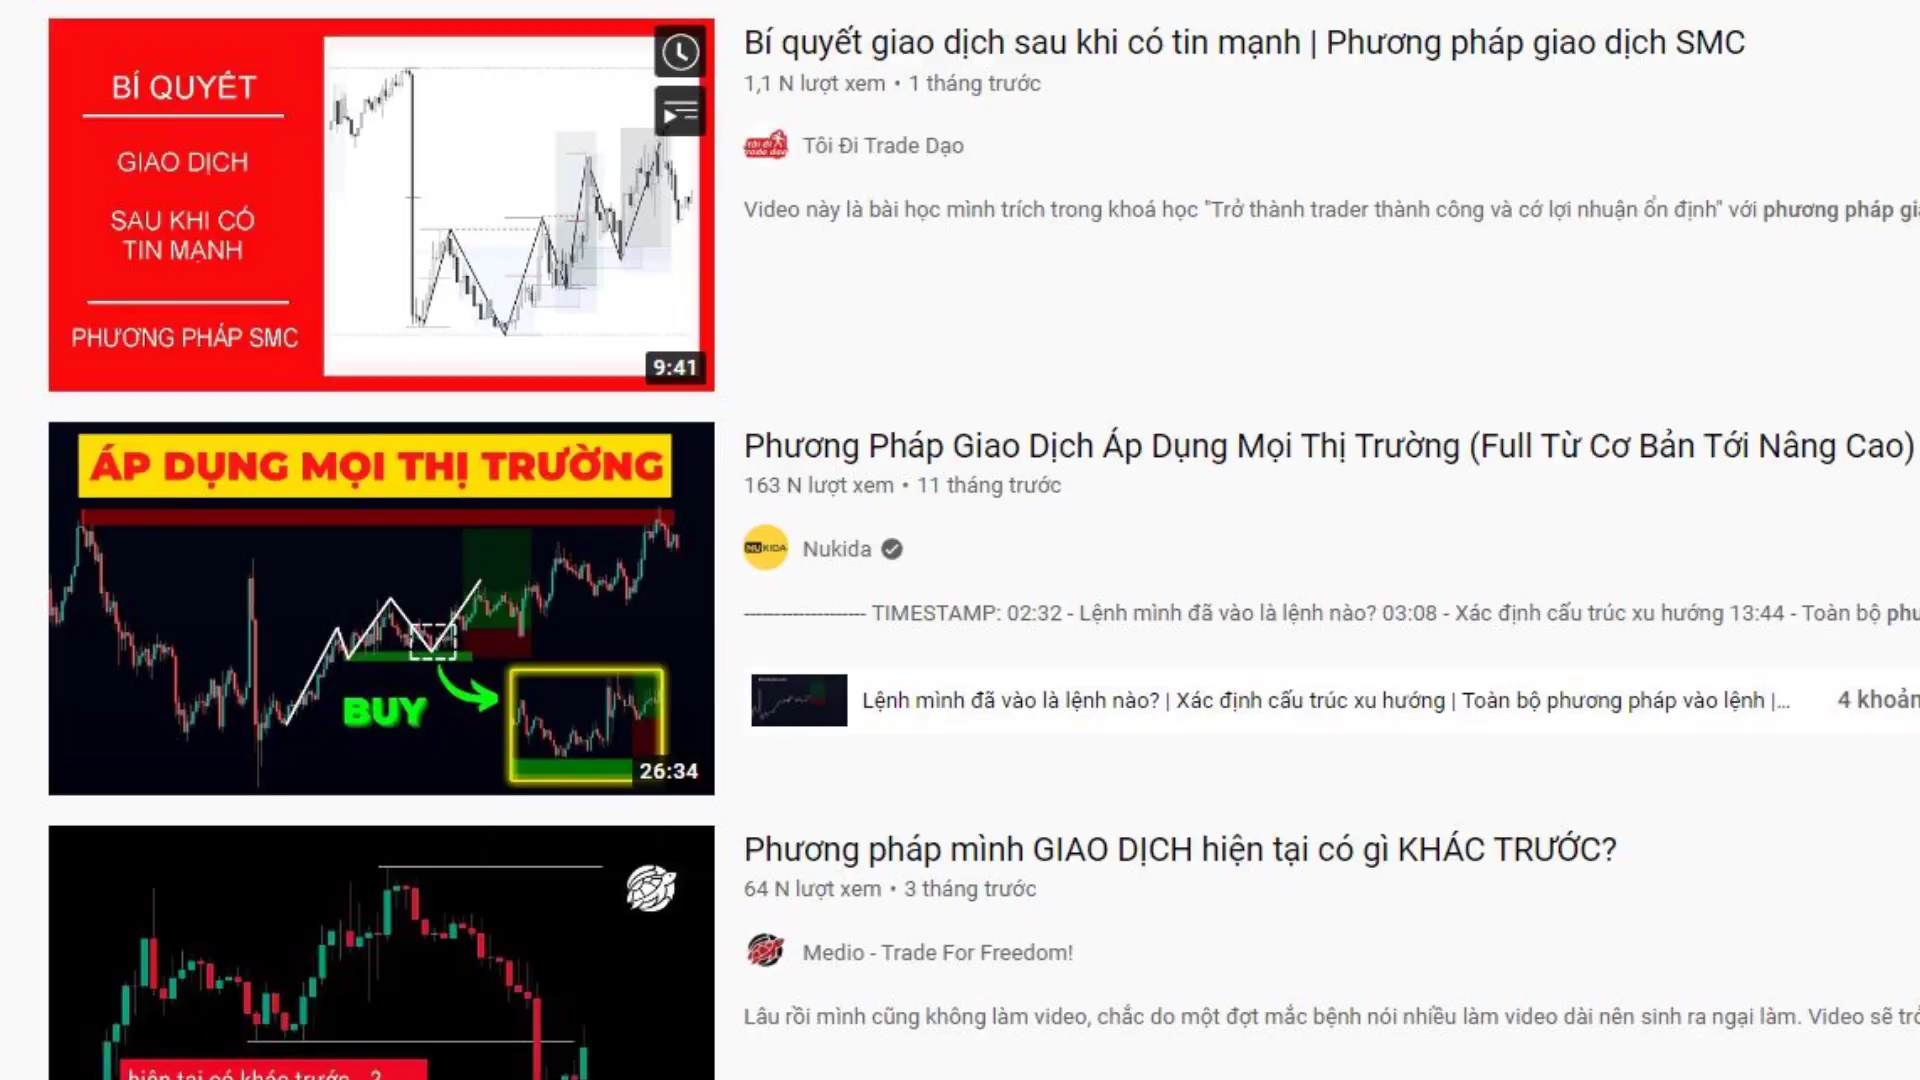 BÍ QUYẾT
GIAO DỊCH
SAU KHI CÓ
TIN MẠNH
PHƯƠNG PHÁP SMC
9:41
Bí quyết giao dịch sau khi có tin mạnh | Phương pháp giao dịch SMC
1,1 N lượt xem • 1 tháng trước
tôi đi trade dạo
Tôi Đi Trade Dạo
Video này là bài học mình trích trong khoá học "Trở thành trader thành công và cớ lợi nhuận ổn định" với phương pháp
ÁP DỤNG MỌI THỊ TRƯỜNG
BUY
26:34
Phương Pháp Giao Dịch Áp Dụng Mọi Thị Trường (Full Từ Cơ Bản Tới Nâng Cao)
163 N lượt xem • 11 tháng trước
NUKIDA
Nukida
-------------------- TIMESTAMP: 02:32 - Lệnh mình đã vào là lệnh nào? 03:08 - Xác định cấu trúc xu hướng 13:44 - Toàn bộ
Lệnh mình đã vào là lệnh nào? | Xác định cấu trúc xu hướng | Toàn bộ phương pháp vào lệnh |...
4
Phương pháp mình GIAO DỊCH hiện tại có gì KHÁC TRƯỚC?
64 N lượt xem • 3 tháng trước
Medio - Trade For Freedom!
Lâu rồi mình cũng không làm video, chắc do một đợt mắc bệnh nói nhiều làm video dài nên sinh ra ngại làm. Video sẽ